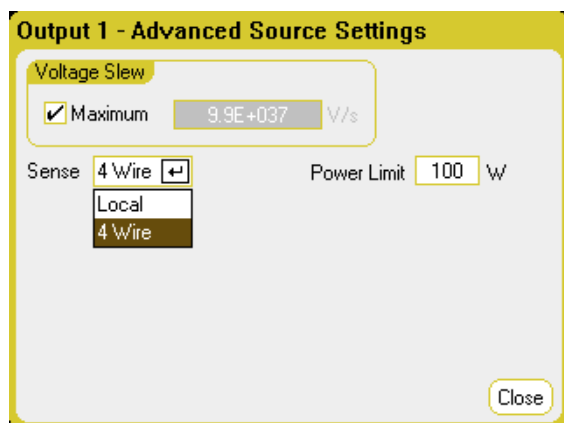 Output 1 - Advanced Source Settings
Voltage Slew
Maximum 9.9E+037 V/s
Sense 4 Wire Power Limit 100 W
Local
4 Wire
Close